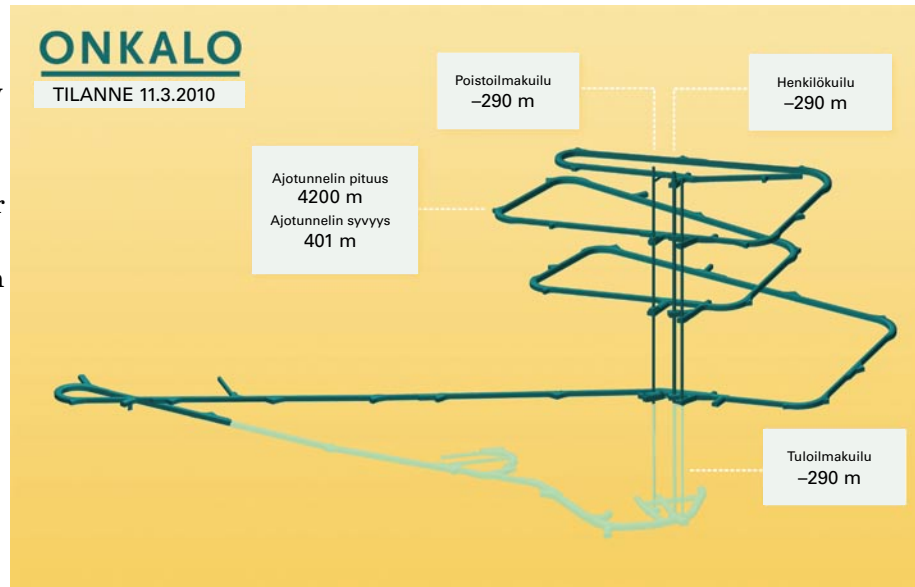 ONKALO
TILANNE 11.3.2010
Poistoilmakuilu
–290 m
Henkilökuilu
–290 m
Ajotunnelin pituus
4200 m
Ajotunnelin syvyys
401 m
Tuloilmakuilu
–290 m